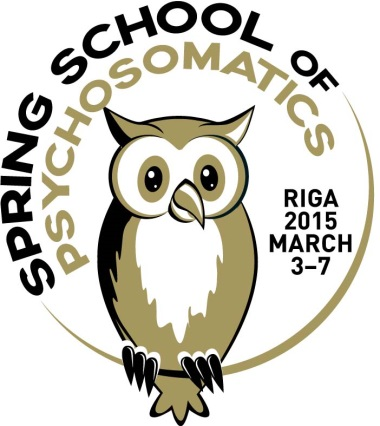 SPRING SCHOOL OF
PSYCHOSOMATICS
RIGA
2015
MARCH
3–7